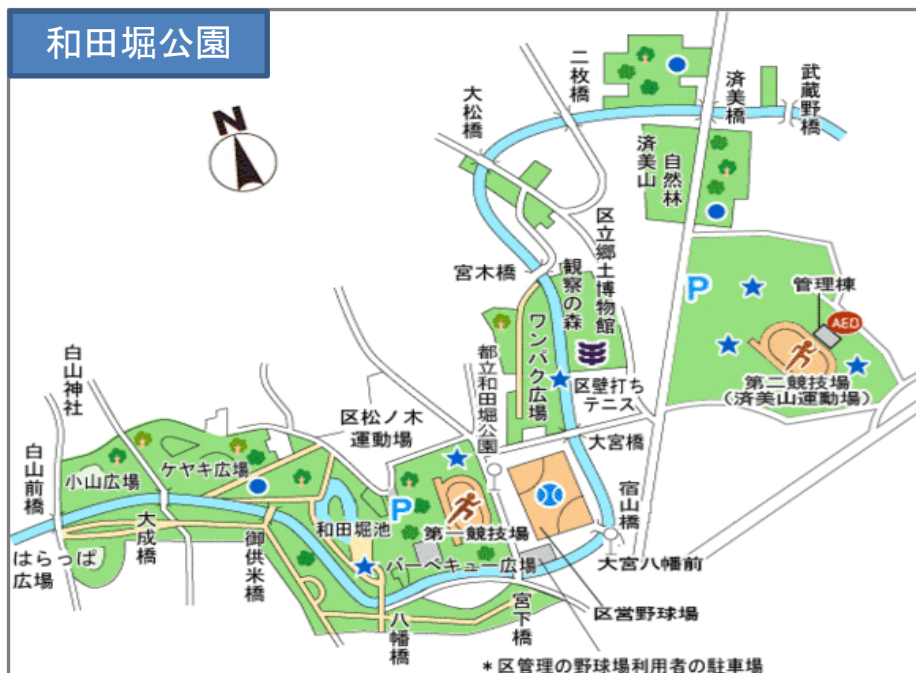 和田堀公園
N
二枚橋
済美橋
武蔵野橋
大松橋
済美山
自然林
区立郷土博物館
宮木橋
観察の森
P
管理棟
AED
ワンパク広場
白山神社
都立和田堀公園
区壁打ち
テニス
第二競技場
(済美山運動場)
区松ノ木
運動場
大宮橋
白山前橋
小山広場
ケヤキ広場
宿山橋
P
大成橋
和田堀池
第一競技場
御供米橋
はらっぱ
広場
バーベキュー広場
大宮八幡前
八幡橋
宮下橋
区営野球場
*区管理の野球場利用者の駐車場